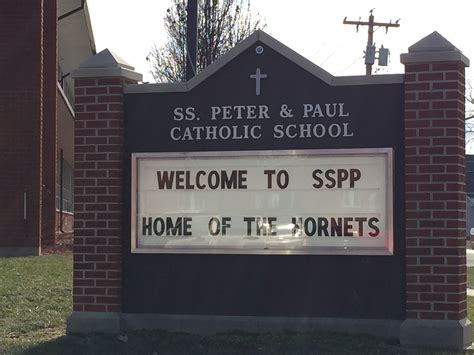 SS. PETER & PAUL
CATHOLIC SCHOOL
WELCOME TO SSPP
HOME OF THE HORNETS